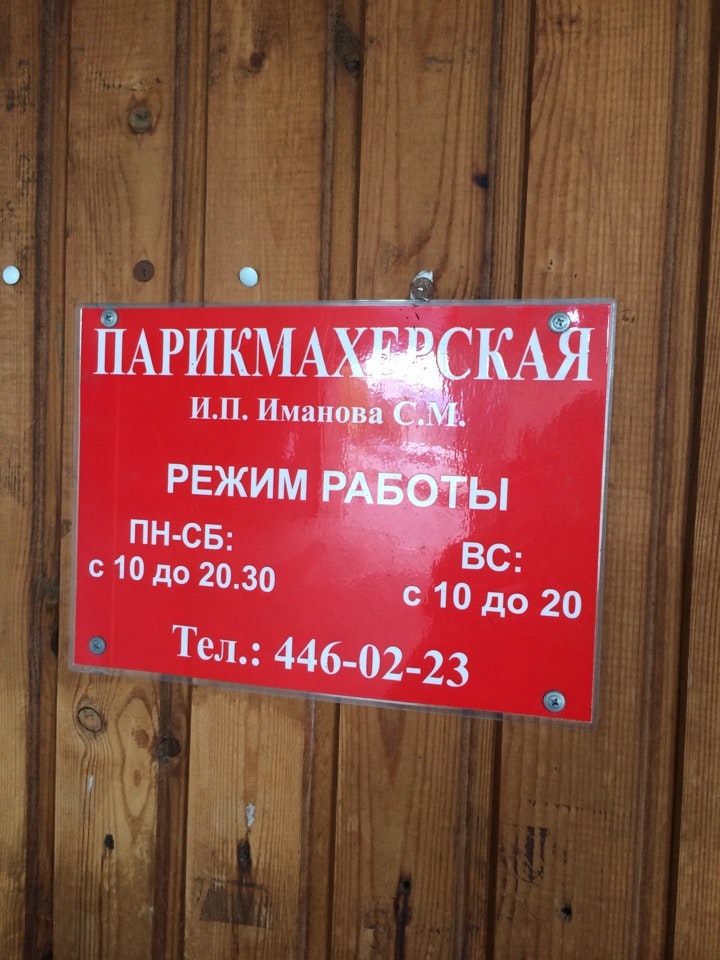 ПАРИКМАХЕРСКАЯ
И.П. Иманова С.М.
РЕЖИМ РАБОТЫ
ПН-СБ:
с 10 до 20.30
ВС:
с 10 до 20
Тел.: 446-02-23